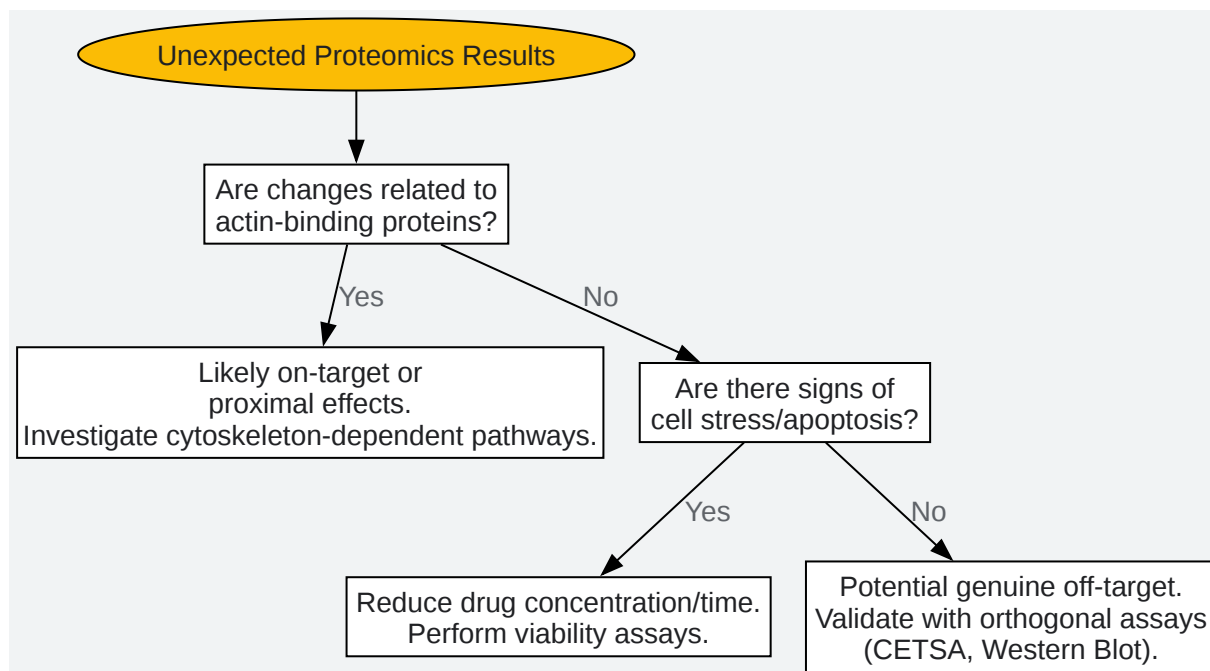 Unexpected Proteomics Results
Are changes related to
actin-binding proteins?
Yes
No
Likely on-target or
proximal effects.
Investigate cytoskeleton-dependent pathways.
Are there signs of
cell stress/apoptosis?
Yes
No
Reduce drug concentration/time.
Perform viability assays.
Potential genuine off-target.
Validate with orthogonal assays
(CETSA, Western Blot).